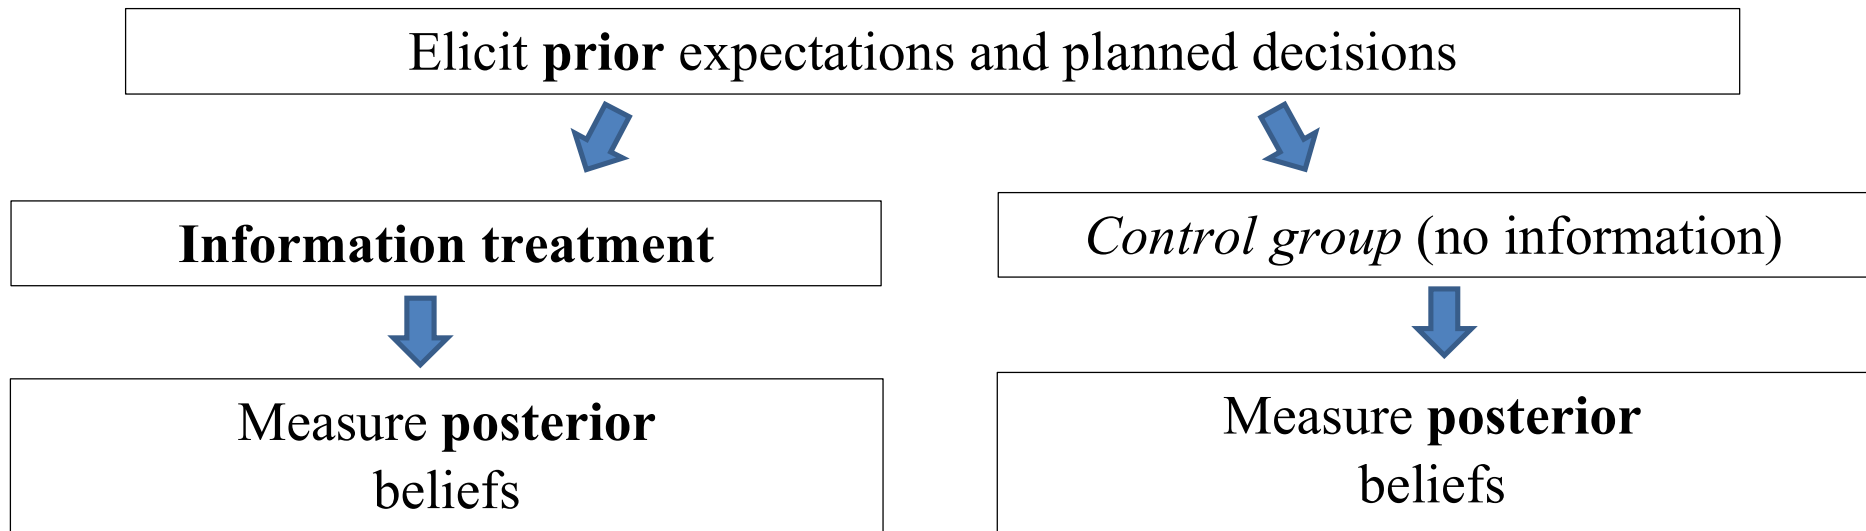 Elicit prior expectations and planned decisions
Information treatment
Control group (no information)
Measure posterior
beliefs
Measure posterior
beliefs